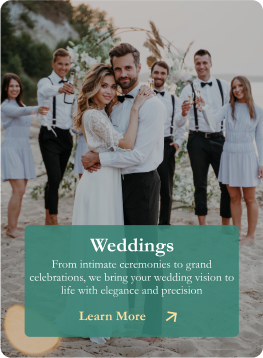 Weddings
From intimate ceremonies to grand
celebrations, we bring your wedding vision to
life with elegance and precision
Learn More